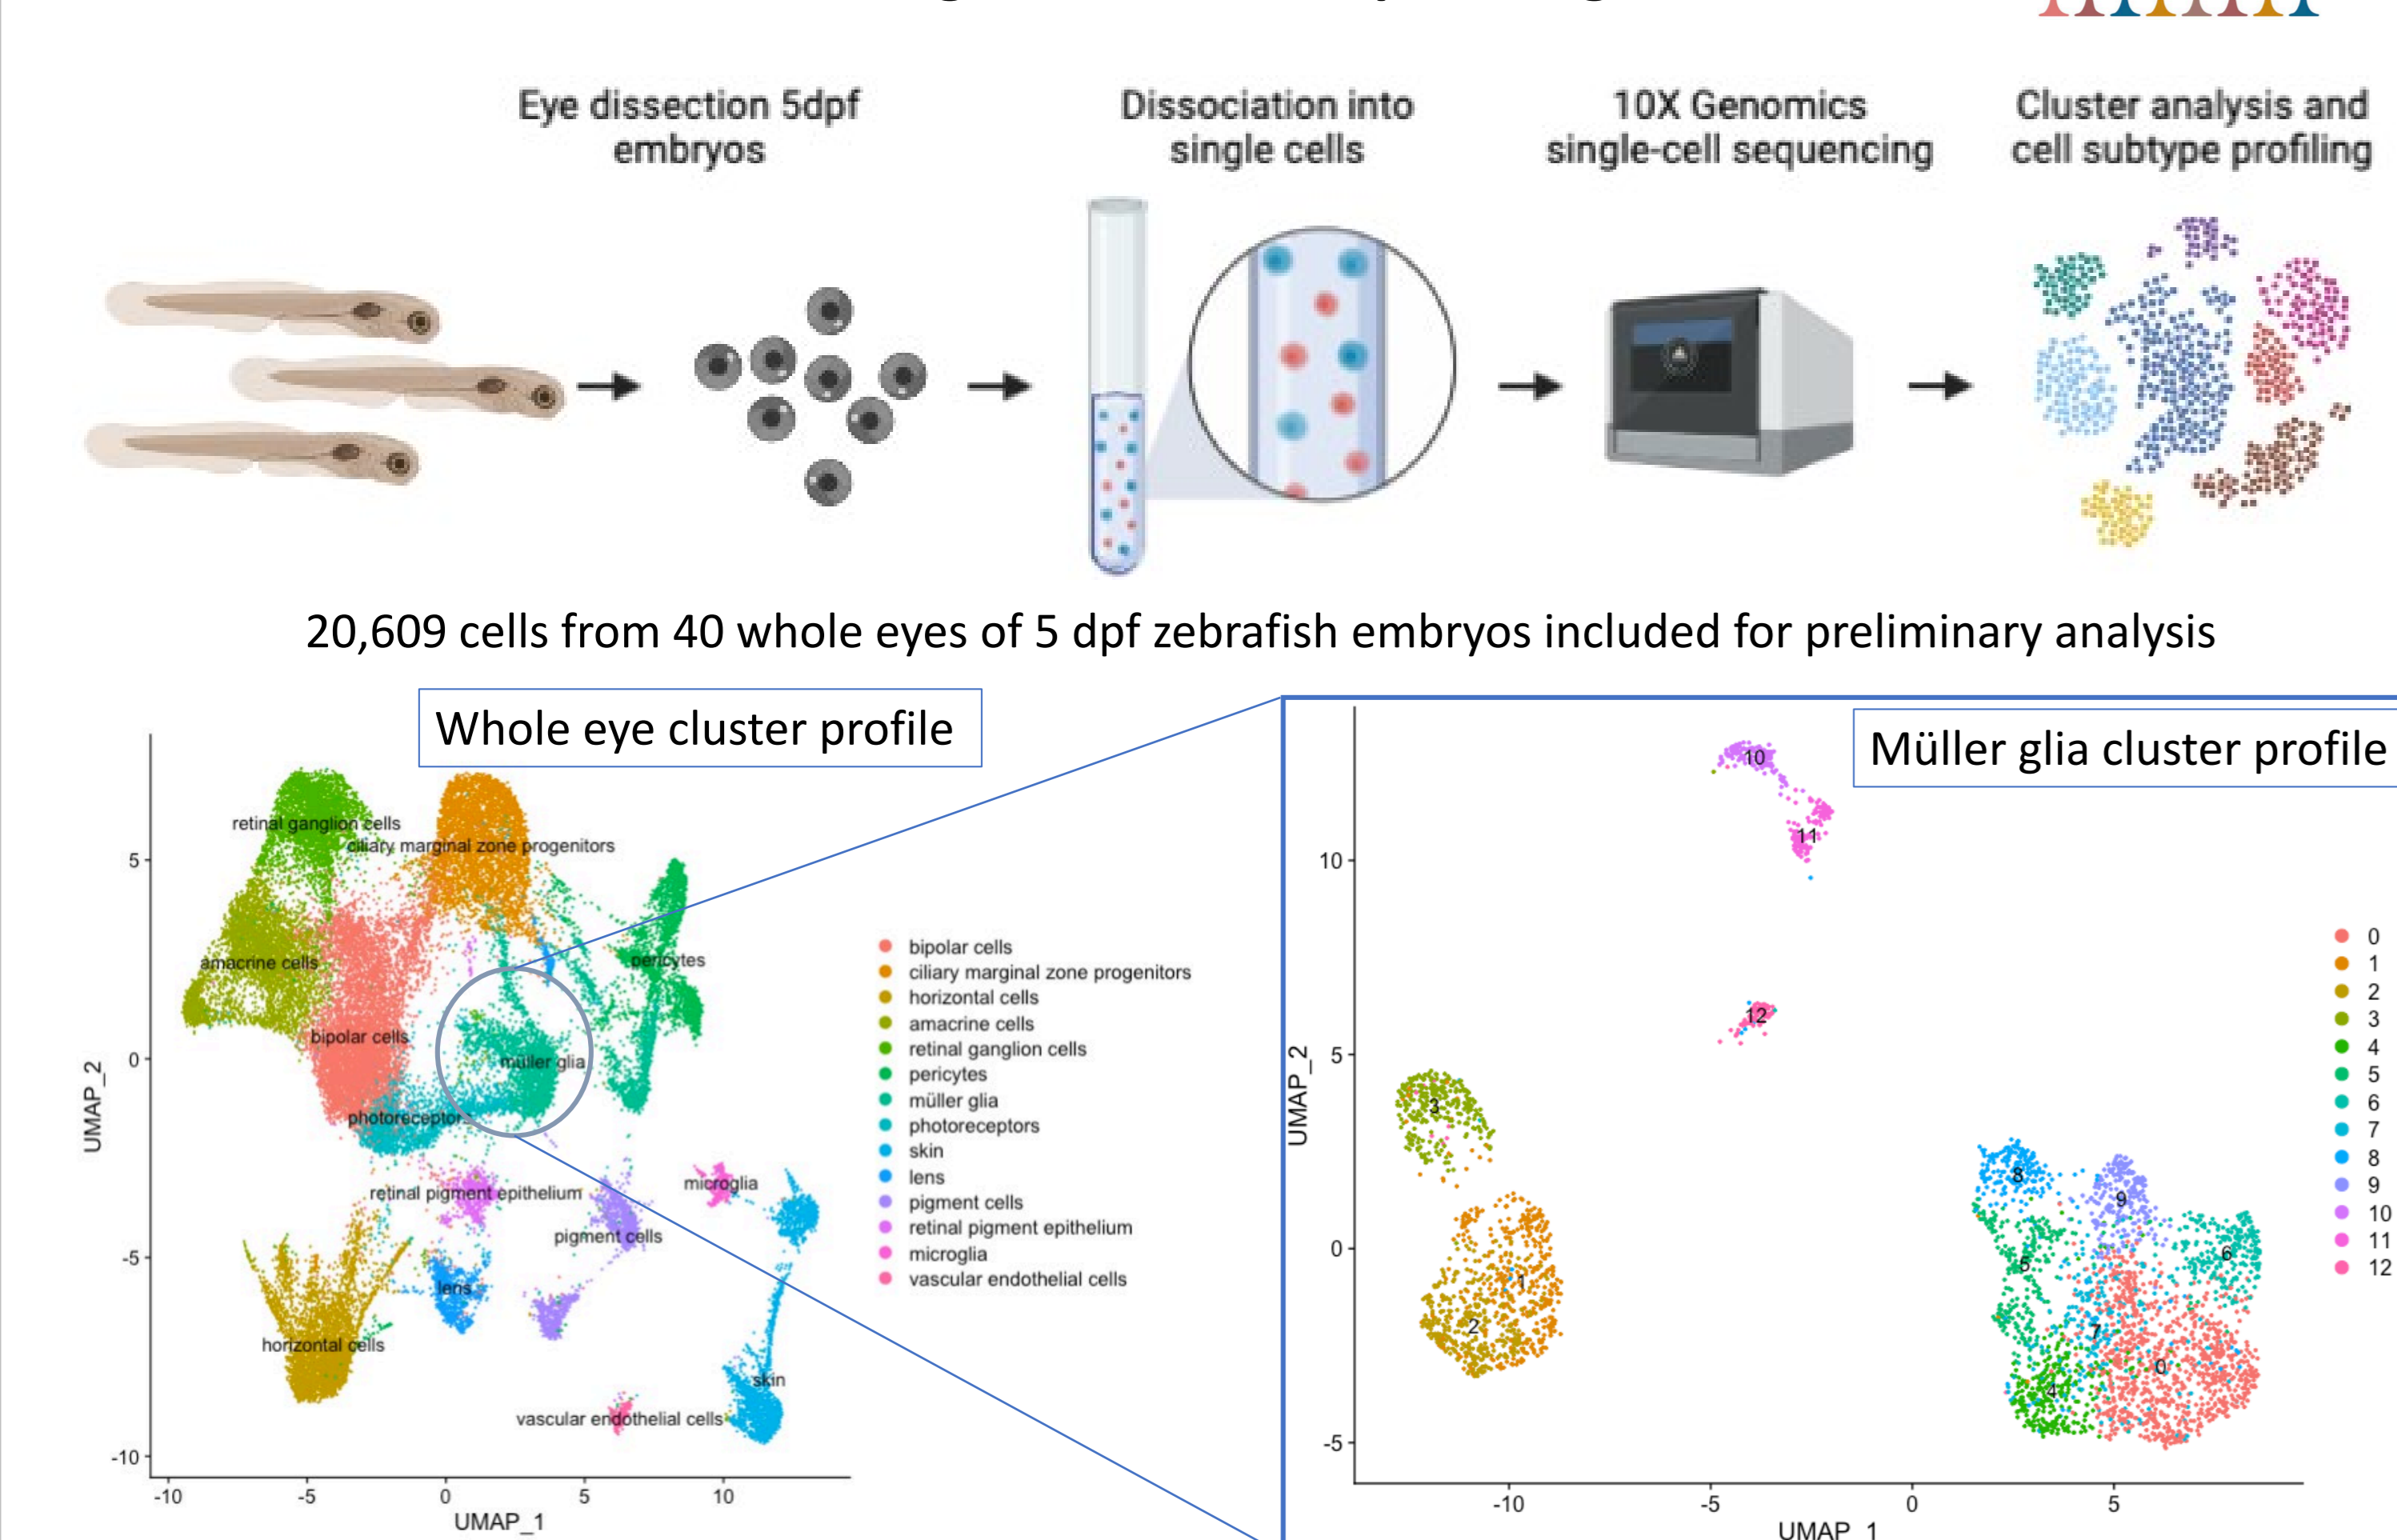 Eye dissection 5dpf
embryos
Dissociation into
single cells
10X Genomics
single-cell sequencing
Cluster analysis and
cell subtype profiling
20,609 cells from 40 whole eyes of 5 dpf zebrafish embryos included for preliminary analysis
Whole eye cluster profile
UMAP_2
5
0
-5
-10
-10
-5
0
5
10
UMAP_1
retinal ganglion cells
ciliary marginal zone progenitors
amacrine cells
pericytes
bipolar cells
müller glia
photoreceptor
retinal pigment epithelium
microglia
pigment cells
lens
horizontal cells
skin
vascular endothelial cells
bipolar cells
ciliary marginal zone progenitors
horizontal cells
amacrine cells
retinal ganglion cells
pericytes
müller glia
photoreceptors
skin
lens
pigment cells
retinal pigment epithelium
microglia
vascular endothelial cells
Müller glia cluster profile
UMAP_2
10
5
0
-5
-10
-5
0
5
UMAP_1
10
11
12
3
8
9
6
5
1
2
7
0
4
0
1
2
3
4
5
6
7
8
9
10
11
12